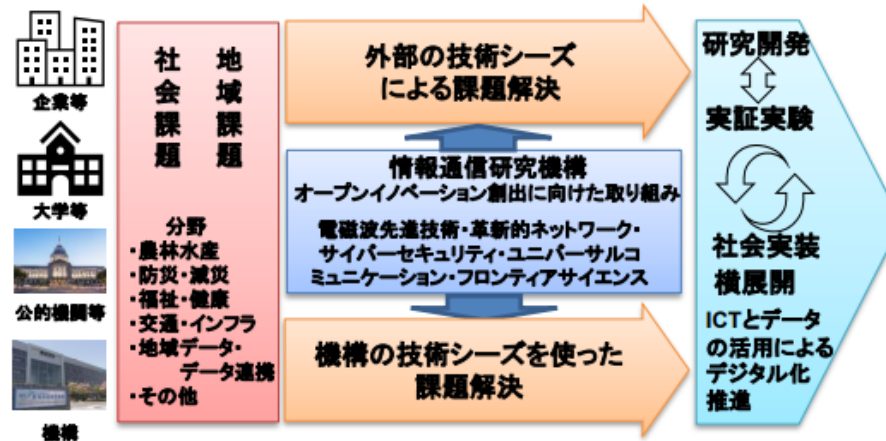 企業等
大学等
公的機関等
機構
社会課題
地域課題
分野
・農林水産
・防災・減災
・福祉・健康
・交通・インフラ
・地域データ・
データ連携
・その他
外部の技術シーズ
による課題解決
情報通信研究機構
オープンイノベーション創出に向けた取り組み
電磁波先進技術・革新的ネットワーク・
サイバーセキュリティ・ユニバーサルコ
ミュニケーション・フロンティアサイエンス
機構の技術シーズを使った
課題解決
研究開発
実証実験
社会実装
横展開
ICTとデータ
の活用による
デジタル化
推進